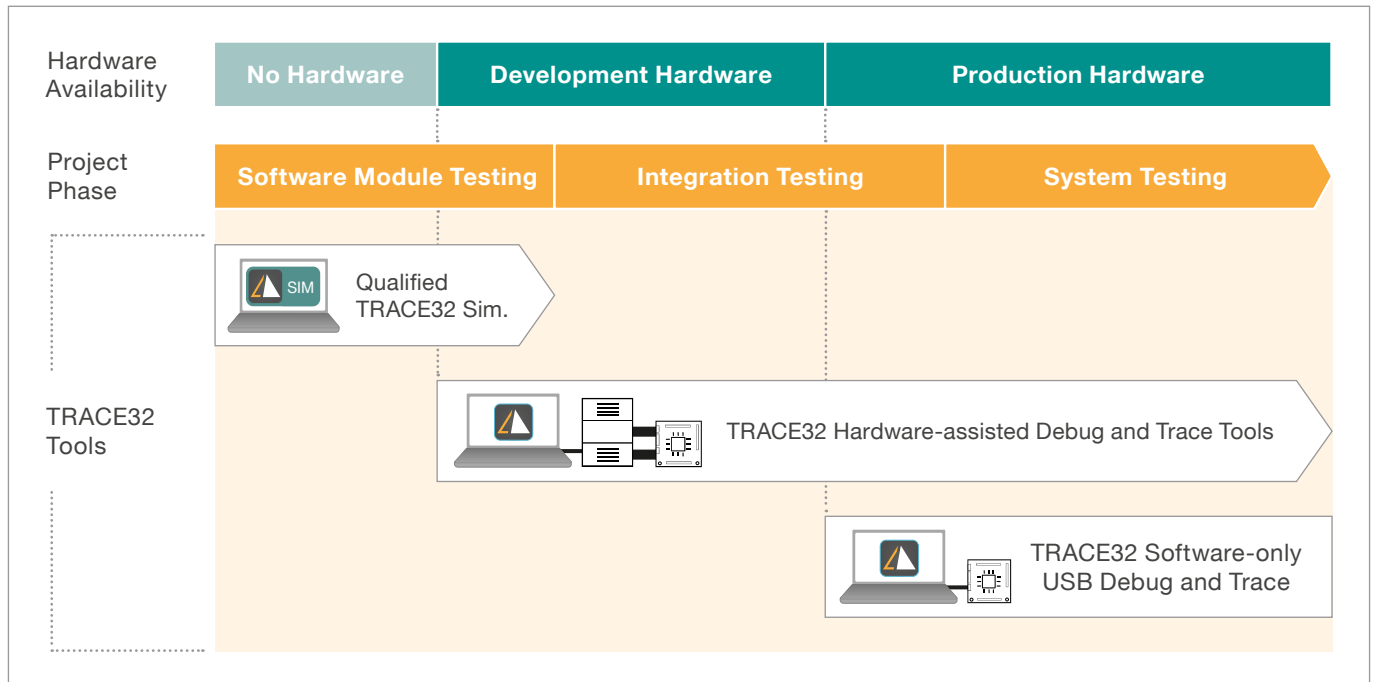 Hardware
Availability
No Hardware
Development Hardware
Production Hardware
Project
Phase
Software Module Testing
Integration Testing
System Testing
TRACE32
Tools
SIM
Qualified
TRACE32 Sim.
TRACE32 Hardware-assisted Debug and Trace Tools
TRACE32 Software-only
USB Debug and Trace